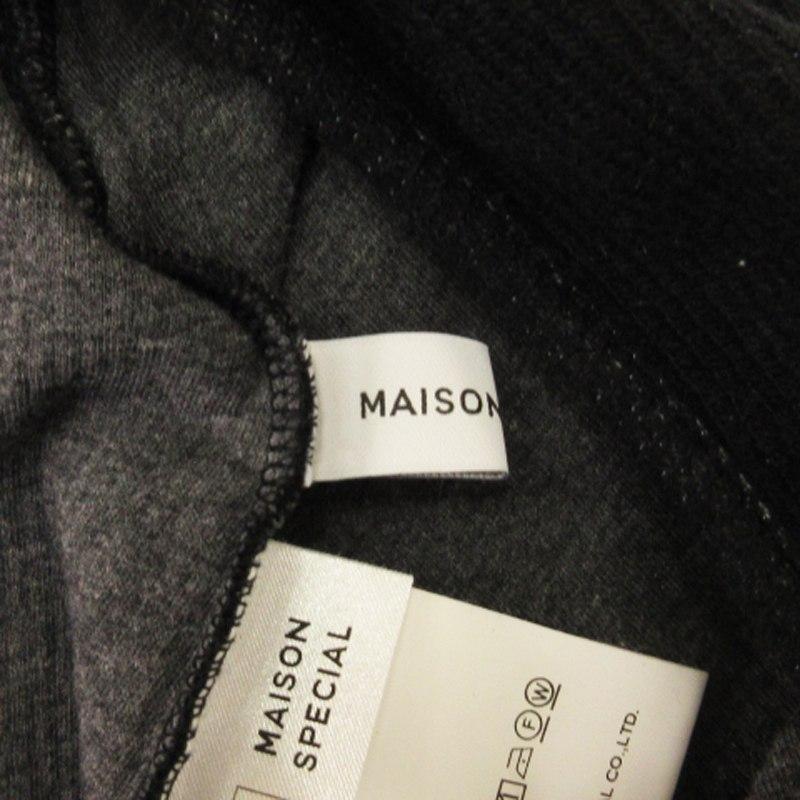 MAISON
MAISON
SPECIAL
F W
CO.,LTD.